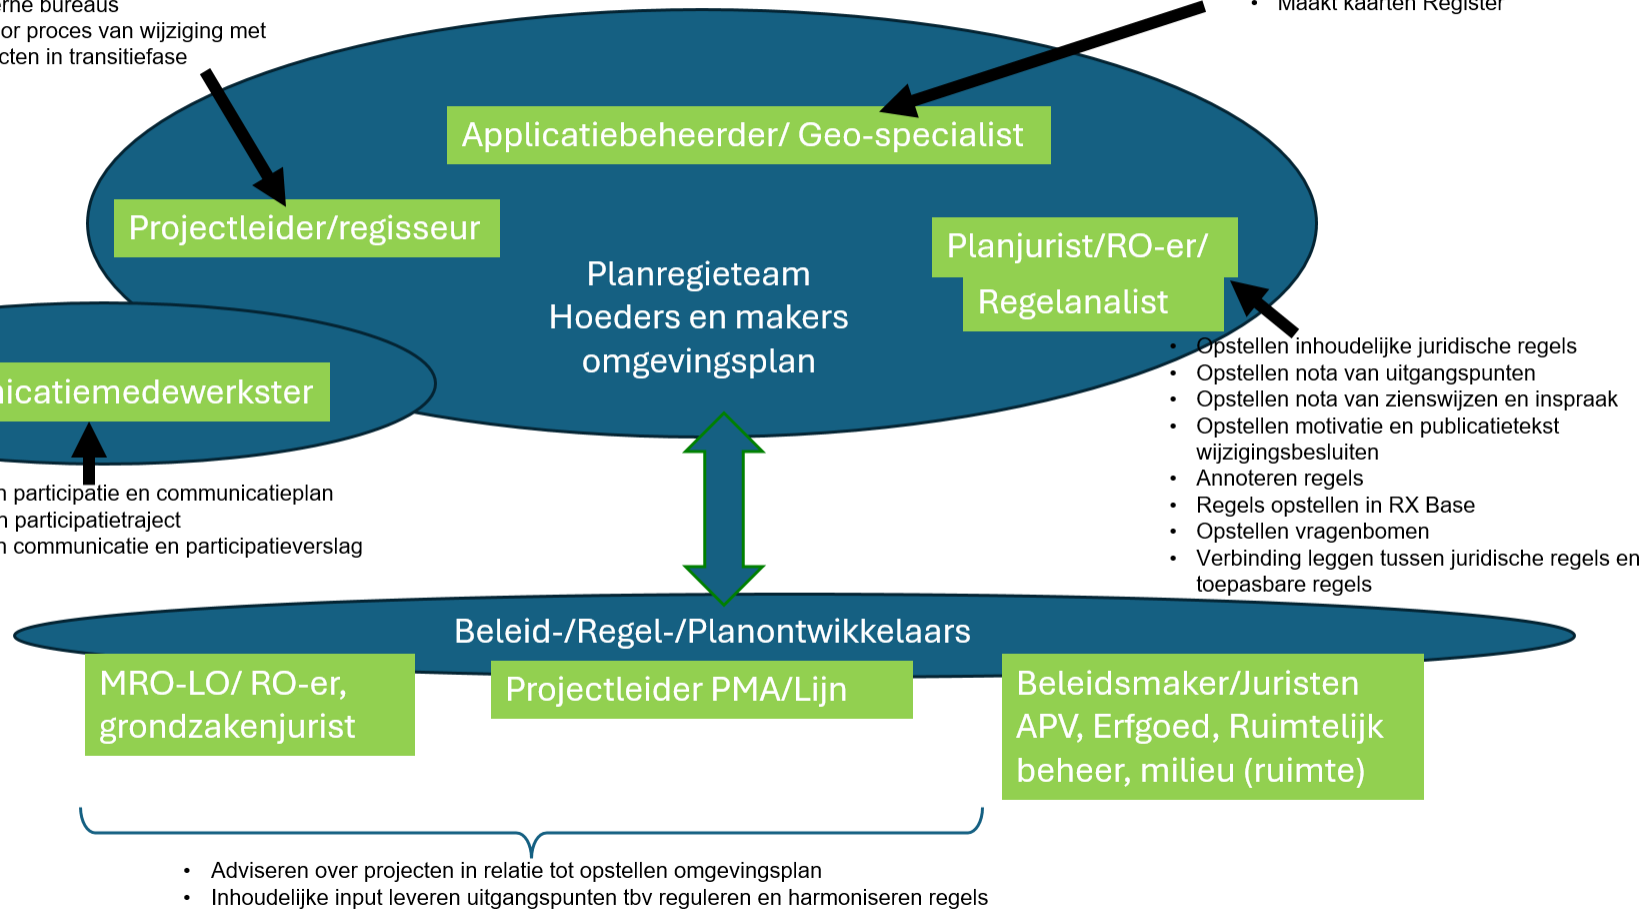 bureaus
proces van wijziging met
in transitiefase
• Maakt kaarten Register
Applicatiebeheerder/ Geo-specialist
Projectleider/regisseur
Planjurist/RO-er/
Regelanalist
Planregieteam
Hoeders en makers
omgevingsplan
icatiemedewerkster
participatie en communicatieplan
participatietraject
communicatie en participatieverslag
• Opstellen inhoudelijke juridische regels
• Opstellen nota van uitgangspunten
• Opstellen nota van zienswijzen en inspraak
• Opstellen motivatie en publicatietekst
wijzigingsbesluiten
• Annoteren regels
• Regels opstellen in RX Base
• Opstellen vragenbomen
• Verbinding leggen tussen juridische regels en
toepasbare regels
Beleid-/Regel-/Planontwikkelaars
MRO-LO/ RO-er,
grondzakenjurist
Projectleider PMA/Lijn
Beleidsmaker/Juristen
APV, Erfgoed, Ruimtelijk
beheer, milieu (ruimte)
• Adviseren over projecten in relatie tot opstellen omgevingsplan
• Inhoudelijke input leveren uitgangspunten tbv reguleren en harmoniseren regels